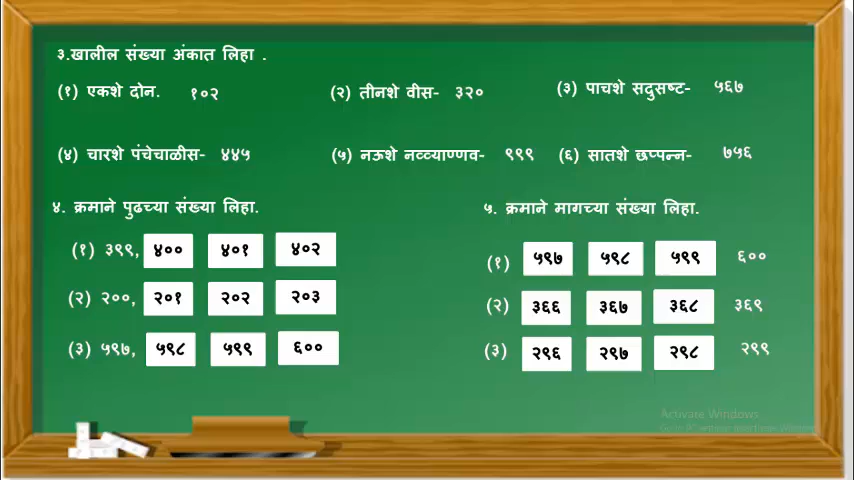 ३.खालील संख्या अंकात लिहा .
(१) एकशे दोन. १०२ (२) तीनशे वीस- ३२० (३) पाचशे सदुसष्ट- ५६७
(४) चारशे पंचेचाळीस- ४४५ (५) नऊशे नव्व्याण्णव- ९९९ (६) सातशे छप्पन्न- ७५६
४. क्रमाने पुढच्या संख्या लिहा.
(१) ३९९, ४०० ४०१ ४०२
(२) २००, २०१ २०२ २०३
(३) ५९७, ५९८ ५९९ ६००
५. क्रमाने मागच्या संख्या लिहा.
(१) ५९७ ५९८ ५९९ ६००
(२) ३६६ ३६७ ३६८ ३६९
(३) २९६ २९७ २९८ २९९
Activate Windows